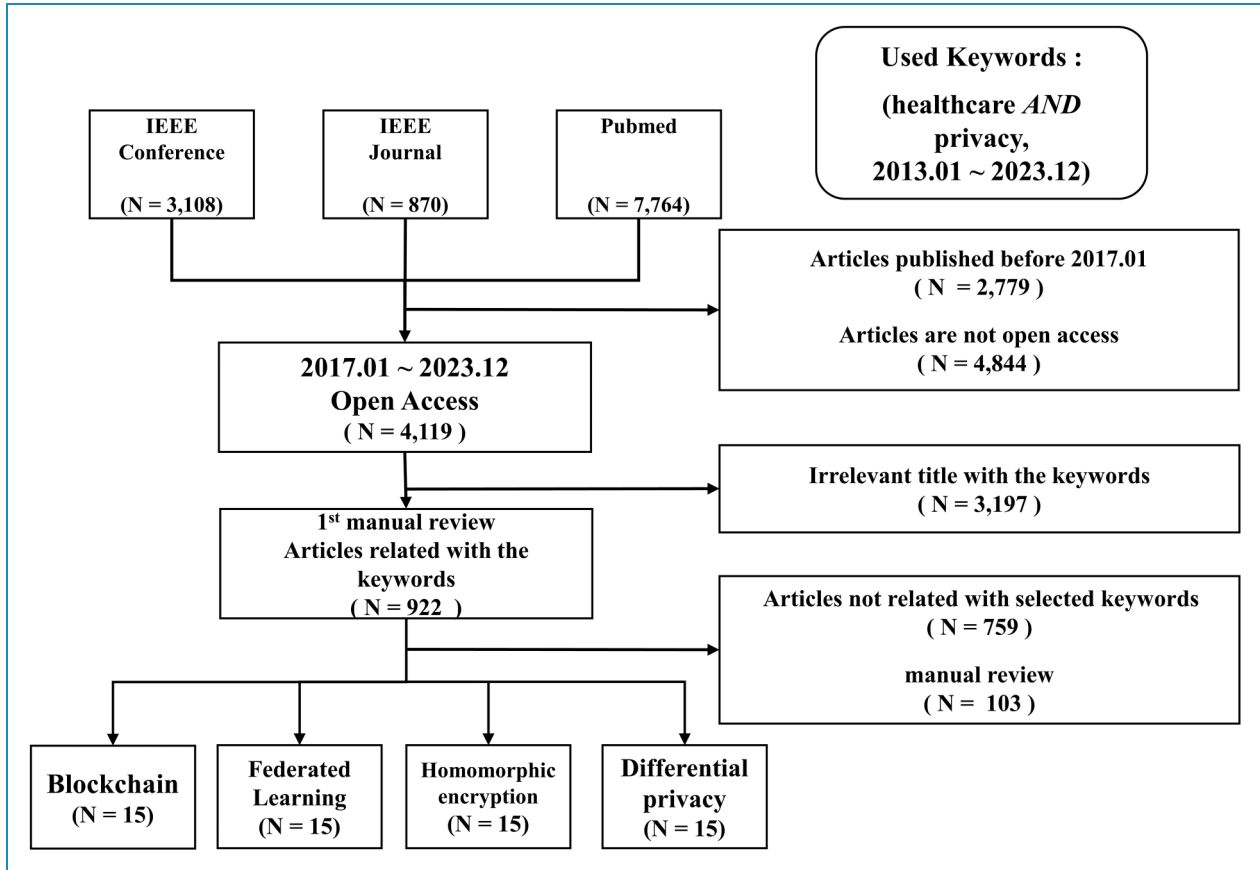 Used Keywords :
(healthcare AND
privacy,
2013.01 ~ 2023.12)
IEEE
Conference
(N = 3,108)
IEEE
Journal
(N = 870)
Pubmed
(N = 7,764)
Articles published before 2017.01
( N  = 2,779 )
Articles are not open access
( N = 4,844 )
2017.01 ~ 2023.12
Open Access
( N = 4,119 )
Irrelevant title with the keywords
( N = 3,197 )
1st manual review
Articles related with the
keywords
( N = 922  )
Articles not related with selected keywords
( N = 759 )
manual review
( N =  103 )
Blockchain
(N = 15)
Federated
Learning
(N = 15)
Homomorphic
encryption
(N = 15)
Differential
privacy
(N = 15)